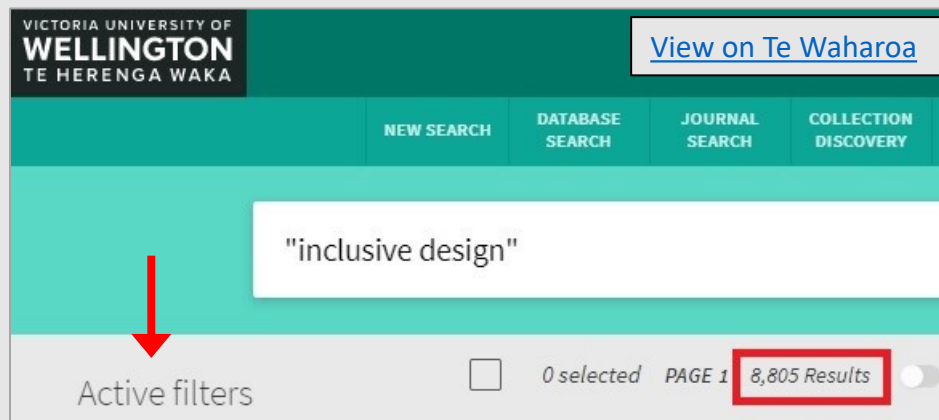 VICTORIA UNIVERSITY OF
WELLINGTON
TE HERENGA WAKA
View on Te Waharoa
NEW SEARCH
DATABASE
SEARCH
JOURNAL
SEARCH
COLLECTION
DISCOVERY
"inclusive design"
Active filters
0 selected PAGE 1 8,805 Results